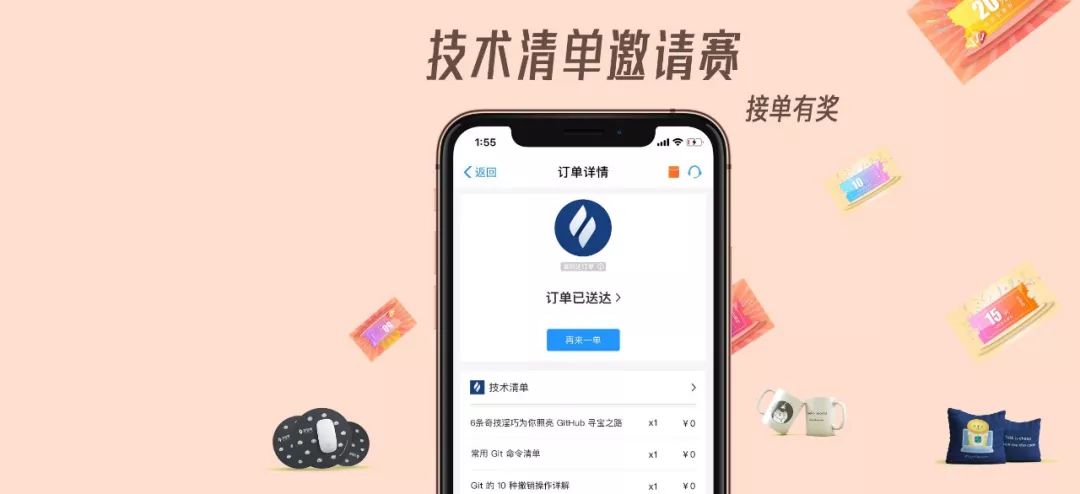 技术清单邀请赛
接单有奖
1:55
返回
订单详情
订单已送达
再来一单
技术清单
6条奇技淫巧为你照亮 GitHub 寻宝之路 x1 ¥0
常用 Git 命令清单 x1 ¥0
Git 的 10 种撤销操作详解 x1 ¥0
10
15